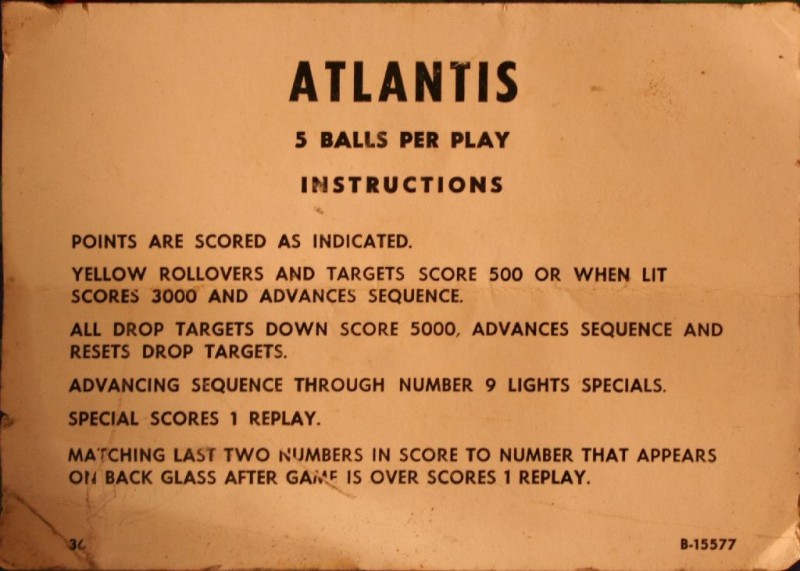 ATLANTIS
5 BALLS PER PLAY
INSTRUCTIONS
POINTS ARE SCORED AS INDICATED.
YELLOW ROLLOVERS AND TARGETS SCORE 500 OR WHEN LIT
SCORES 3000 AND ADVANCES SEQUENCE.
ALL DROP TARGETS DOWN SCORE 5000, ADVANCES SEQUENCE AND
RESETS DROP TARGETS.
ADVANCING SEQUENCE THROUGH NUMBER 9 LIGHTS SPECIALS.
SPECIAL SCORES 1 REPLAY.
MATCHING LAST TWO NUMBERS IN SCORE TO NUMBER THAT APPEARS
ON BACK GLASS AFTER GAME IS OVER SCORES 1 REPLAY.
B-15577